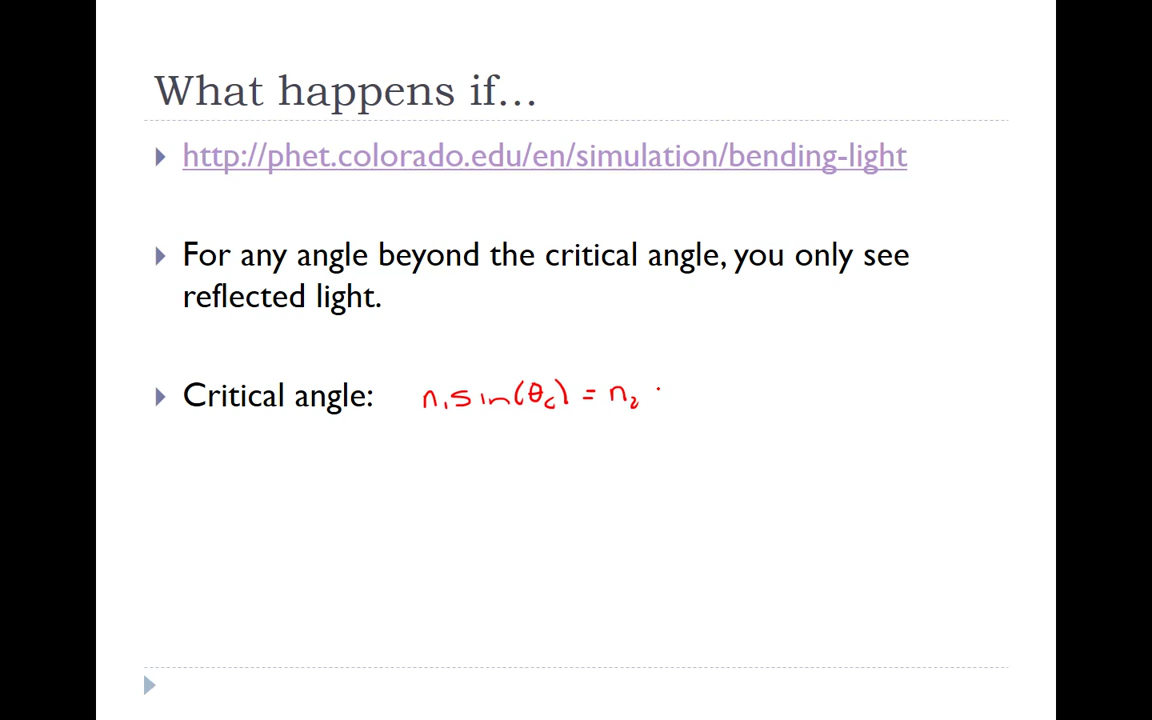 What happens if...
http://phet.colorado.edu/en/simulation/bending-light
For any angle beyond the critical angle, you only see
reflected light.
Critical angle: n₁sin(θc) = n₂